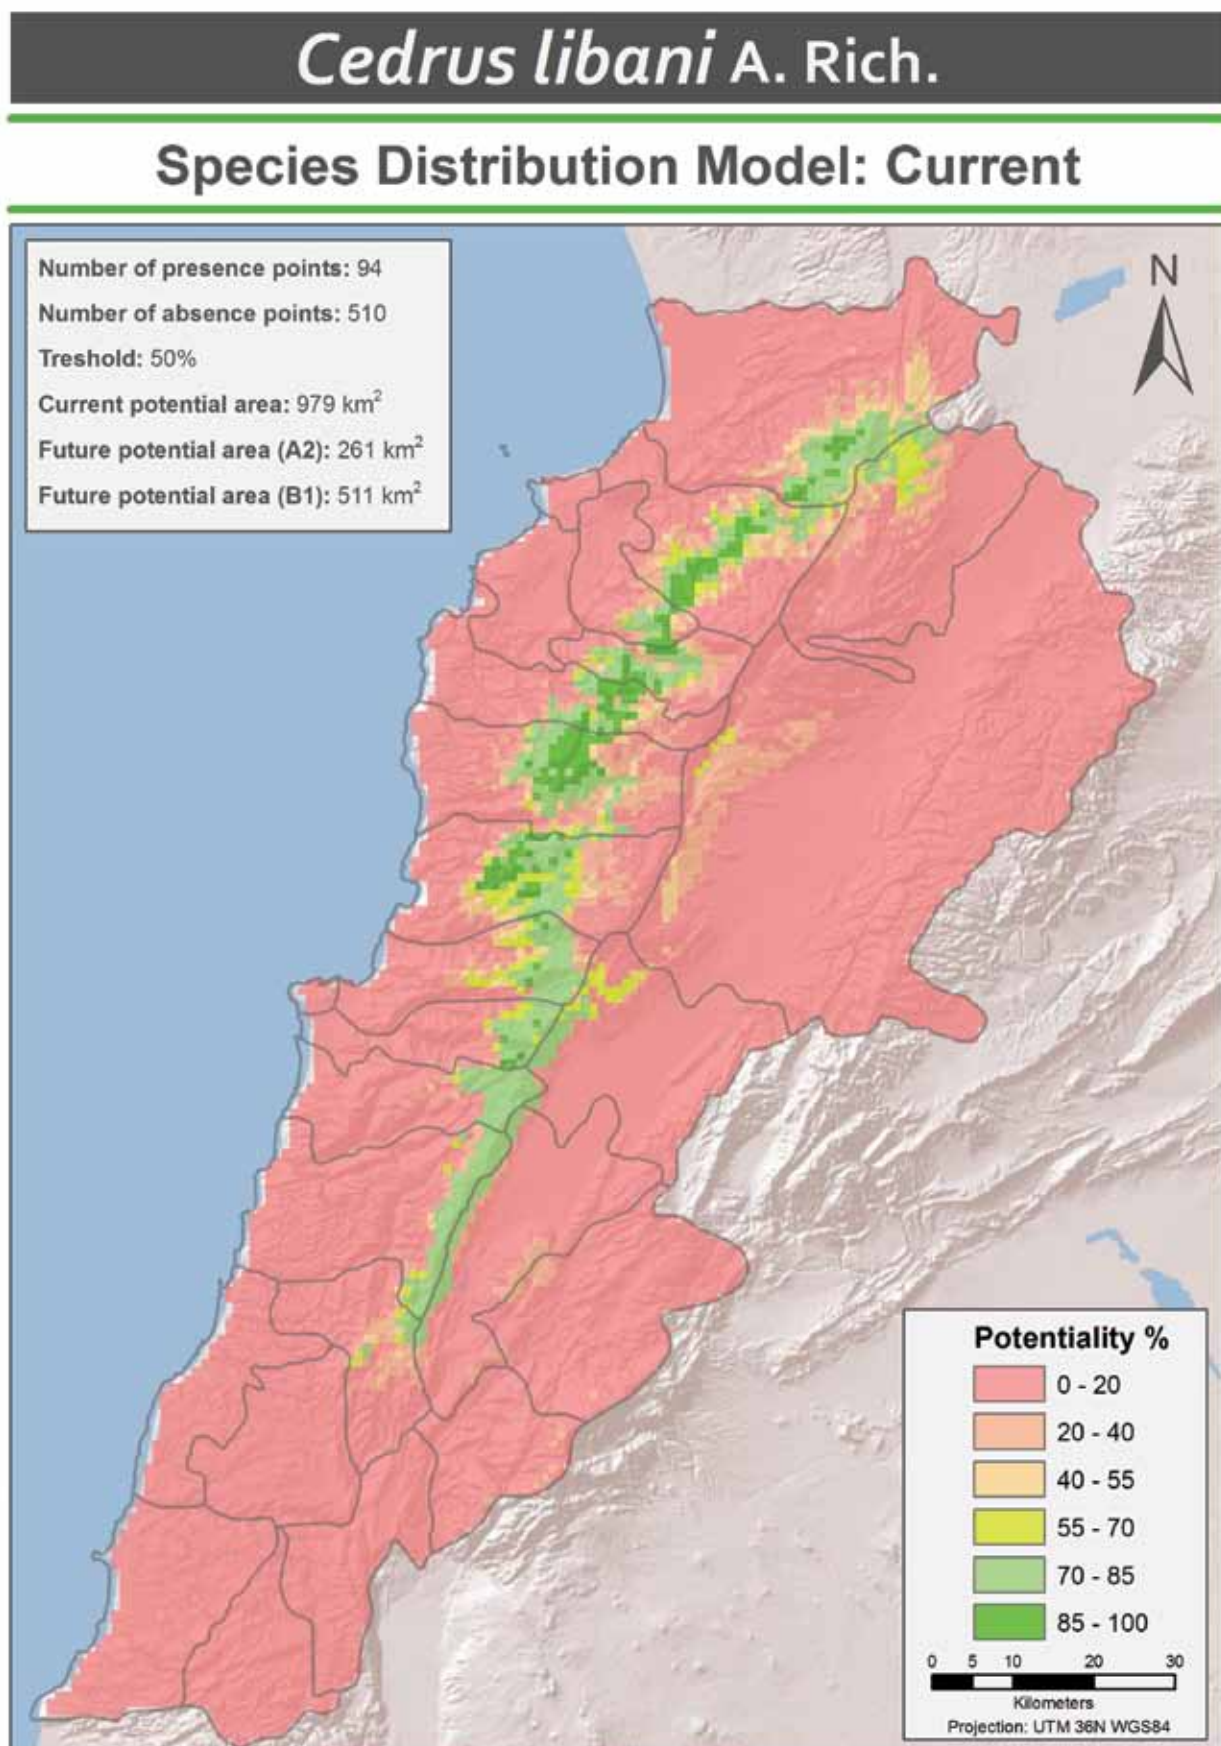 Cedrus libani A. Rich.
Species Distribution Model: Current
Number of presence points: 94
Number of absence points: 510
Treshold: 50%
Current potential area: 979 km²
Future potential area (A2): 261 km²
Future potential area (B1): 511 km²
N
Potentiality %
0 - 20
20 - 40
40 - 55
55 - 70
70 - 85
85 - 100
0 5 10 20 30
Kilometers
Projection: UTM 36N WGS84